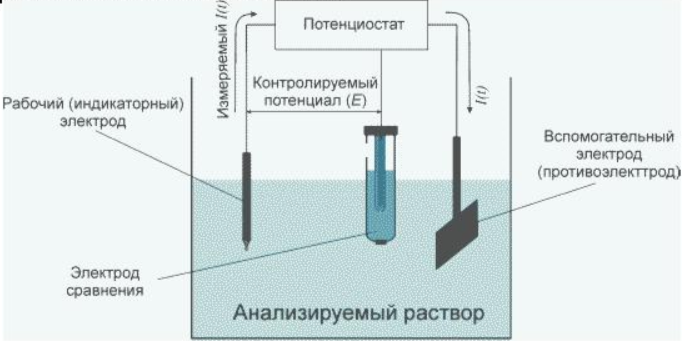 Потенциостат
Измеряемый I(t)
I(t)
Контролируемый
потенциал (E)
Рабочий (индикаторный)
электрод
Вспомогательный
электрод
(противоэлекттрод)
Электрод
сравнения
Анализируемый раствор